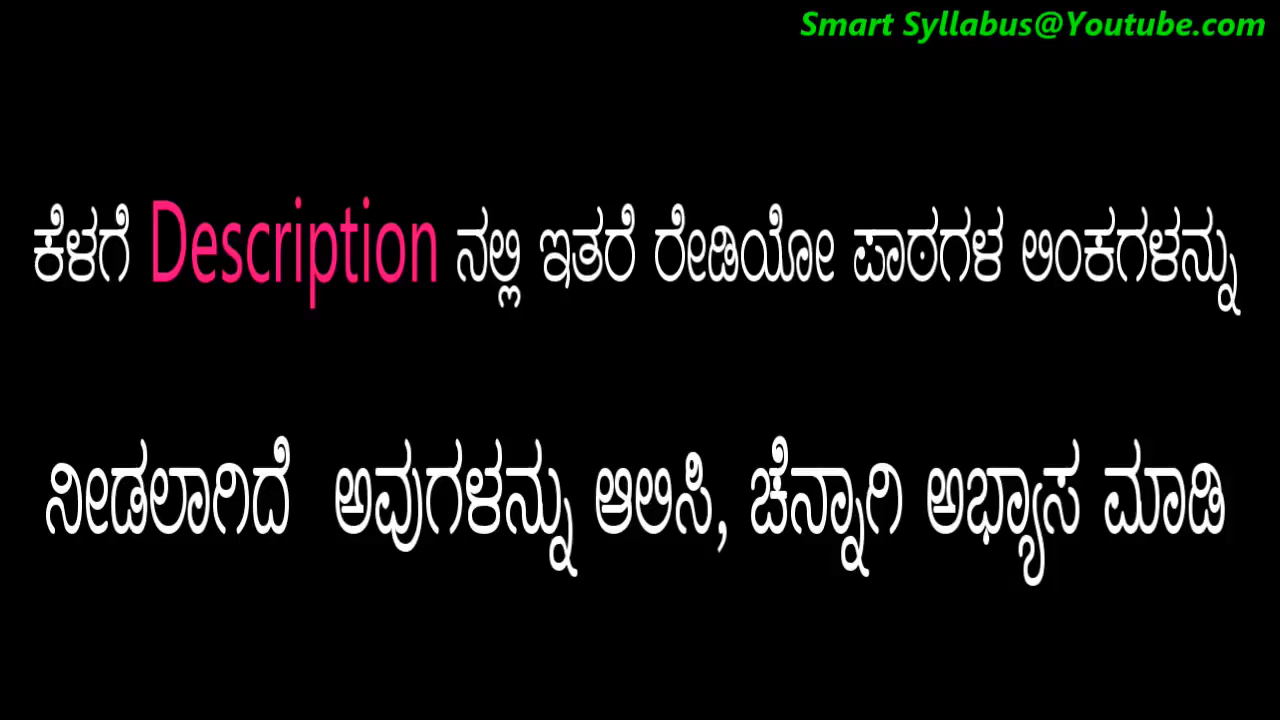 Smart Syllabus@Youtube.com
ಕೆಳಗೆ Description ನಲ್ಲಿ ಇತರೆ ರೇಡಿಯೋ ಪಾಠಗಳ ಲಿಂಕಗಳನ್ನು
ನೀಡಲಾಗಿದೆ ಅವುಗಳನ್ನು ಆಲಿಸಿ, ಚೆನ್ನಾಗಿ ಅಭ್ಯಾಸ ಮಾಡಿ